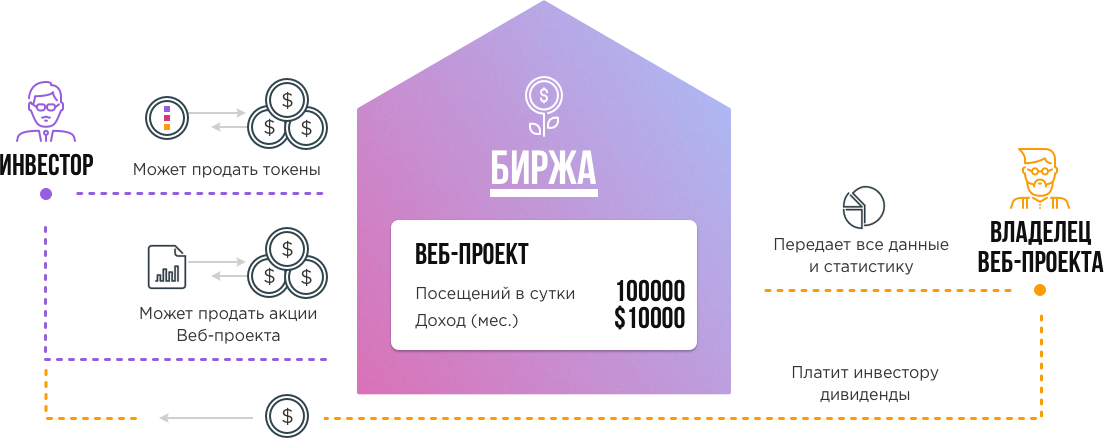 ИНВЕСТОР
Может продать токены
Может продать акции
Веб-проекта
$
$
$
$
$
$
$
$
БИРЖА
ВЕБ-ПРОЕКТ
Посещений в сутки 100000
Доход (мес.) $10000
Передает все данные
и статистику
ВЛАДЕЛЕЦ
ВЕБ-ПРОЕКТА
Платит инвестору
дивиденды